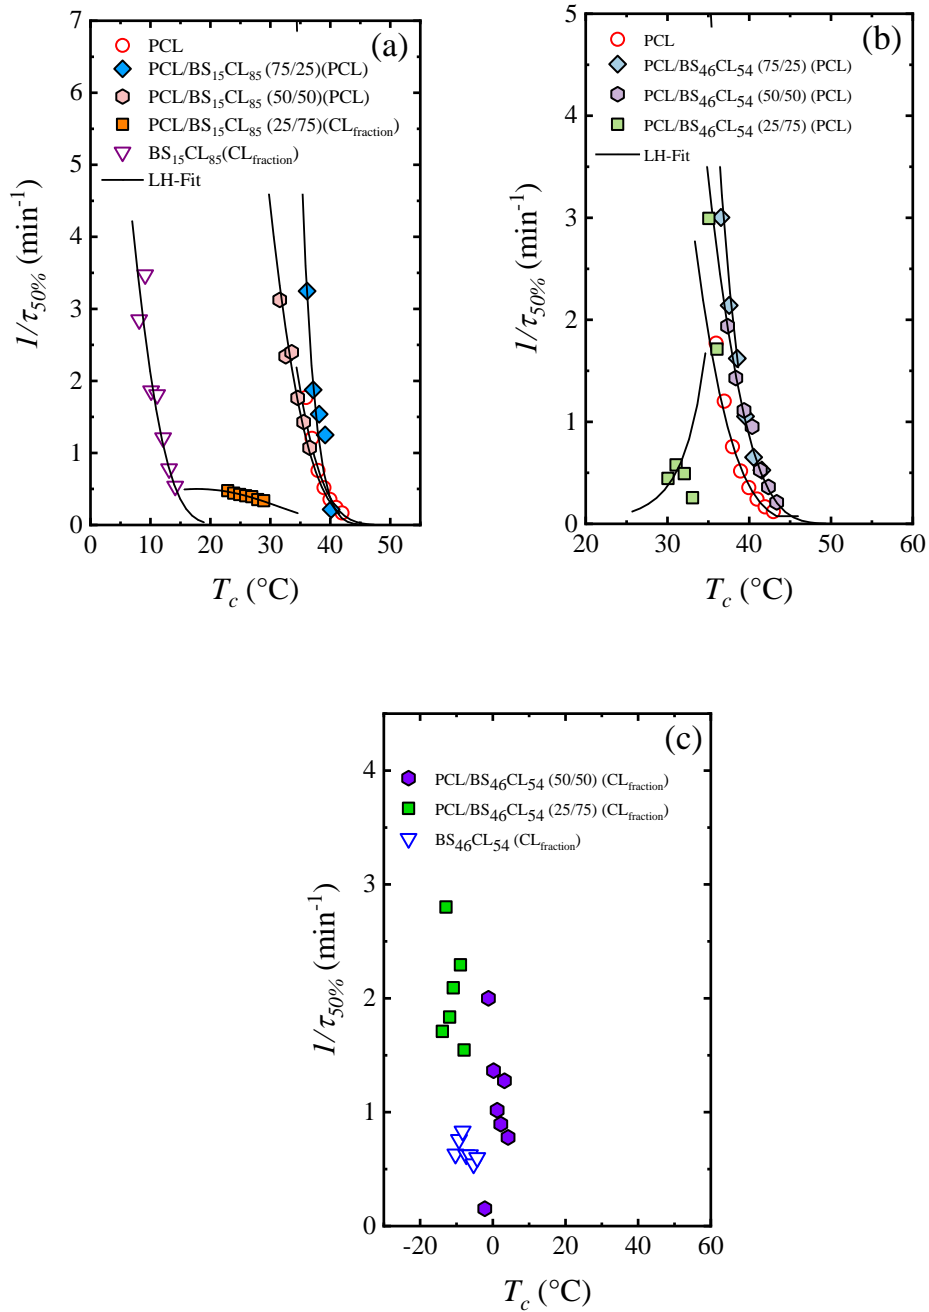 (a)
PCL
PCL/BS15CL85 (75/25)(PCL)
PCL/BS15CL85 (50/50)(PCL)
PCL/BS15CL85 (25/75)(CLfraction)
BS15CL85(CLfraction)
LH-Fit
1/τ50% (min-1)
7
6
5
4
3
2
1
0
0 10 20 30 40 50
Tc (°C)
(b)
PCL
PCL/BS46CL54 (75/25) (PCL)
PCL/BS46CL54 (50/50) (PCL)
PCL/BS46CL54 (25/75) (PCL)
LH-Fit
1/τ50% (min-1)
5
4
3
2
1
0
20 30 40 50 60
Tc (°C)
(c)
PCL/BS46CL54 (50/50) (CLfraction)
PCL/BS46CL54 (25/75) (CLfraction)
BS46CL54 (CLfraction)
1/τ50% (min-1)
4
3
2
1
0
-20 0 20 40 60
Tc (°C)